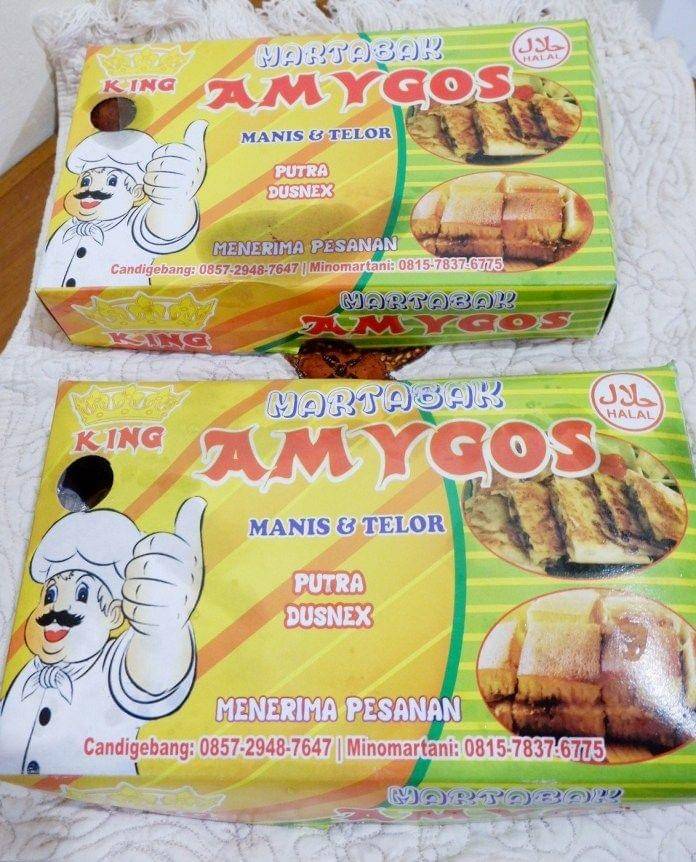 MARTABAK
KING
AMYGOS
حلال
HALAL
MANIS & TELOR
PUTRA
DUSNEX
MENERIMA PESANAN
Candigebang: 0857-2948-7647 | Minomartani: 0815-7837-6775
KING
MARTABAK
AMYGOS
MARTABAK
KING
AMYGOS
حلال
HALAL
MANIS & TELOR
PUTRA
DUSNEX
MENERIMA PESANAN
Candigebang: 0857-2948-7647 | Minomartani: 0815-7837-6775
MARTABAK
KING
AMYGOS